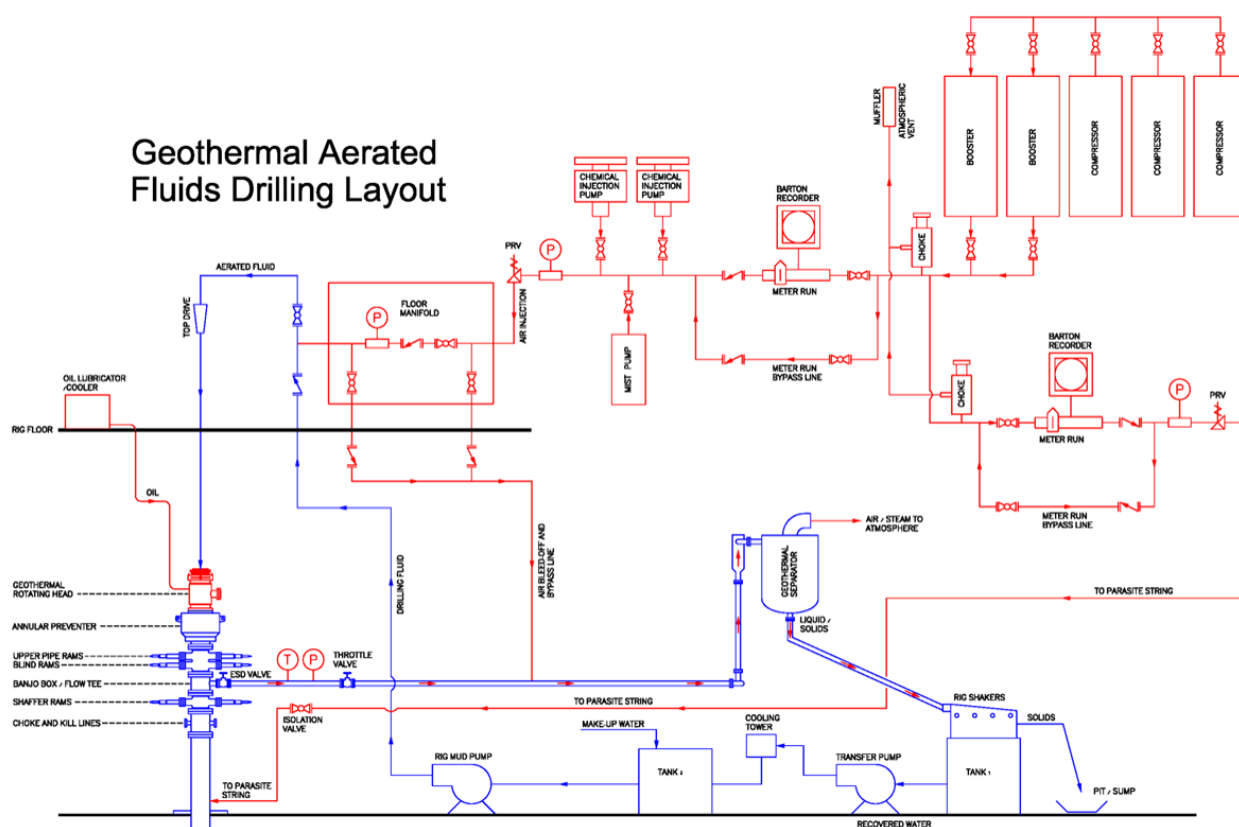 Geothermal Aerated
Fluids Drilling Layout
MUFFLER
ATMOSPHERIC
VENT
BOOSTER
BOOSTER
COMPRESSOR
COMPRESSOR
COMPRESSOR
CHEMICAL
INJECTION
PUMP
CHEMICAL
INJECTION
PUMP
BARTON
RECORDER
CHOKE
PRV
P
METER RUN
AERATED FLUID
TOP DRIVE
FLOOR
MANIFOLD
P
AIR INJECTION
MIST PUMP
METER RUN
BYPASS LINE
BARTON
RECORDER
CHOKE
P
PRV
METER RUN
METER RUN
BYPASS LINE
OIL LUBRICATOR
/COOLER
RIG FLOOR
OIL
DRILLING FLUID
AIR BLEED-OFF AND
BYPASS LINE
AIR / STEAM TO
ATMOSPHERE
GEOTHERMAL
SEPARATOR
LIQUID /
SOLIDS
TO PARASITE STRING
GEOTHERMAL
ROTATING HEAD
ANNULAR PREVENTER
UPPER PIPE RAMS
BLIND RAMS
BANJO BOX / FLOW TEE
SHAFFER RAMS
CHOKE AND KILL LINES
ESD VALVE
T
P
THROTTLE
VALVE
ISOLATION
VALVE
TO PARASITE STRING
TO PARASITE
STRING
RIG MUD PUMP
MAKE-UP WATER
TANK 2
COOLING
TOWER
TRANSFER PUMP
RIG SHAKERS
TANK 1
SOLIDS
PIT / SUMP
RECOVERED WATER